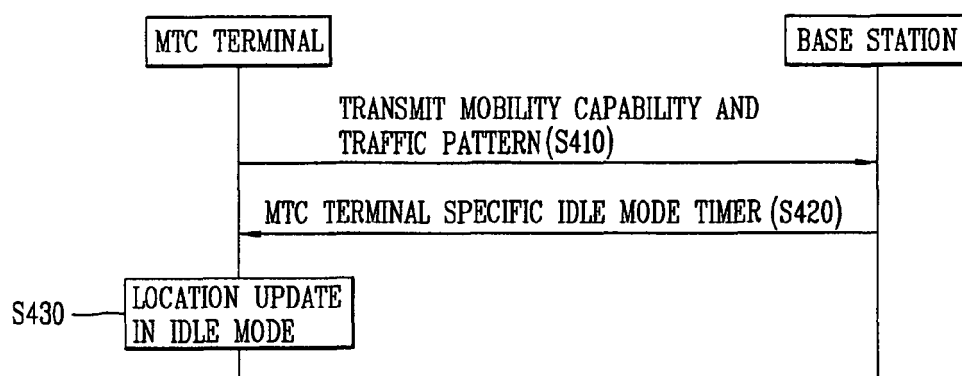 MTC TERMINAL
BASE STATION
TRANSMIT MOBILITY CAPABILITY AND
TRAFFIC PATTERN(S410)
MTC TERMINAL SPECIFIC IDLE MODE TIMER(S420)
S430
LOCATION UPDATE
IN IDLE MODE